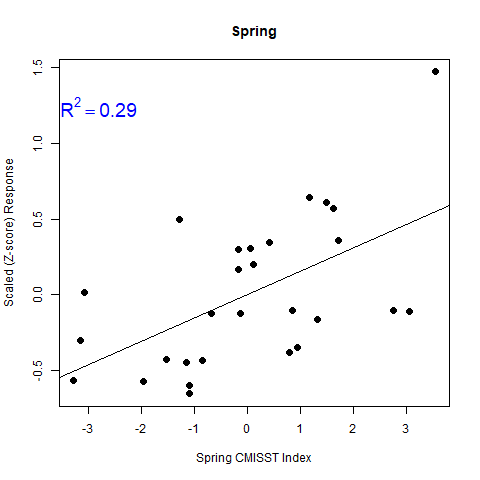 Spring
R² = 0.29
Scaled (Z-score) Response
1.5
1.0
0.5
0.0
-0.5
-3 -2 -1 0 1 2 3
Spring CMISST Index